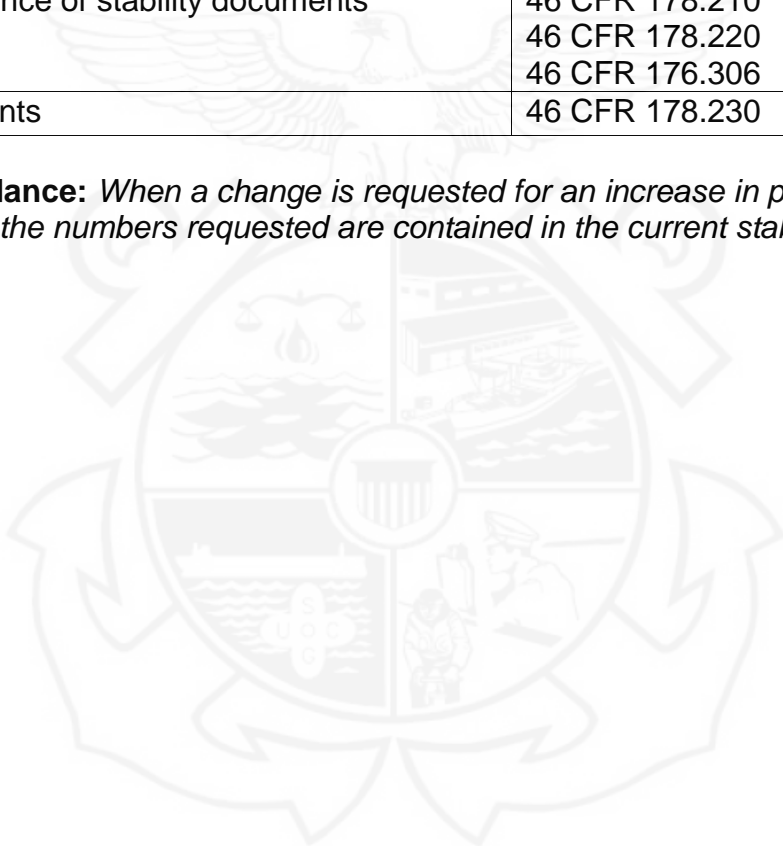 nce of stability documents 46 CFR 178.210
46 CFR 178.220
46 CFR 176.306
nts 46 CFR 178.230
lance: When a change is requested for an increase in p
the numbers requested are contained in the current sta
S
U O C
G